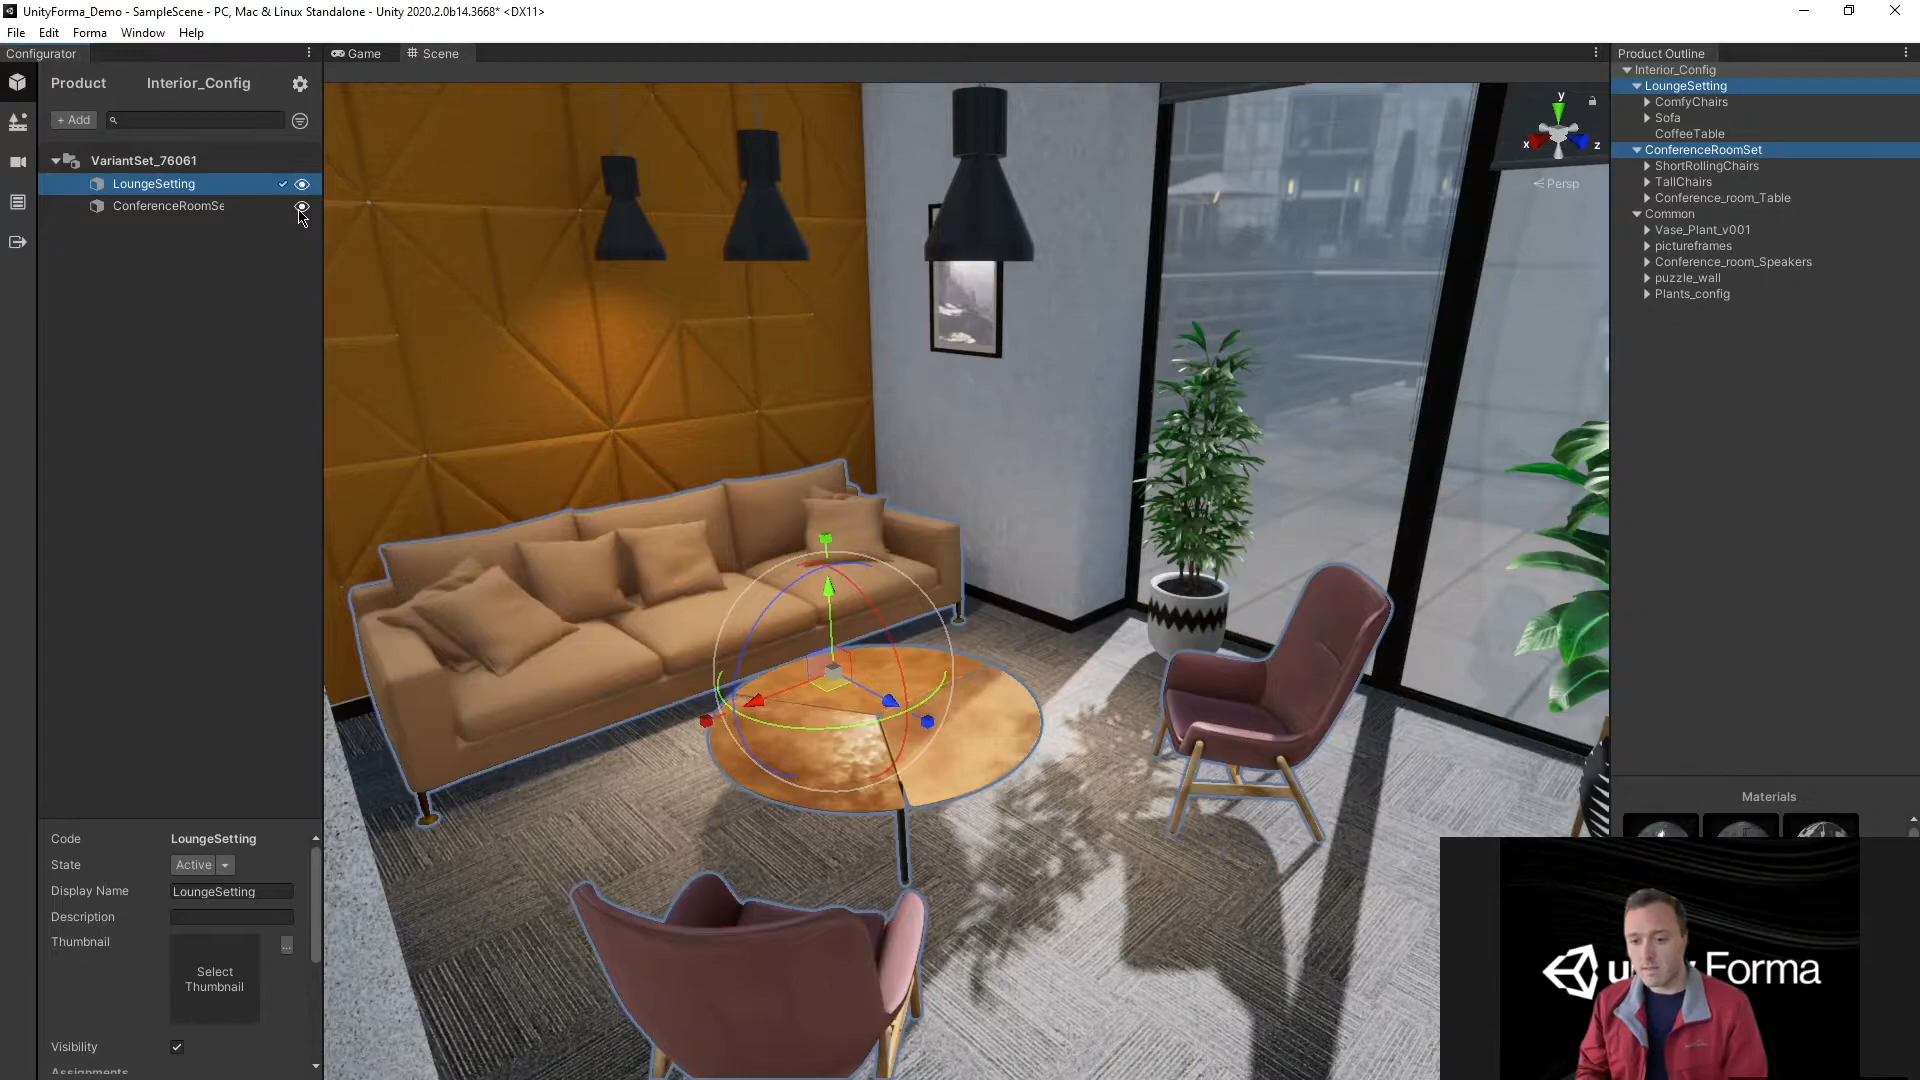 UnityForma_Demo - SampleScene - PC, Mac & Linux Standalone - Unity 2020.2.0b14.3668* <DX11>
File Edit Forma Window Help
Configurator
Game Scene
Product Outline
Product Interior_Config
+ Add
VariantSet_76061
LoungeSetting
ConferenceRoomSe
y
x z
Persp
Interior_Config
LoungeSetting
ComfyChairs
Sofa
CoffeeTable
ConferenceRoomSet
ShortRollingChairs
TallChairs
Conference_room_Table
Common
Vase_Plant_v001
pictureframes
Conference_room_Speakers
puzzle_wall
Plants_config
Materials
Code LoungeSetting
State Active
Display Name LoungeSetting
Description
Thumbnail ...
Select
Thumbnail
Visibility
Assignments
Forma